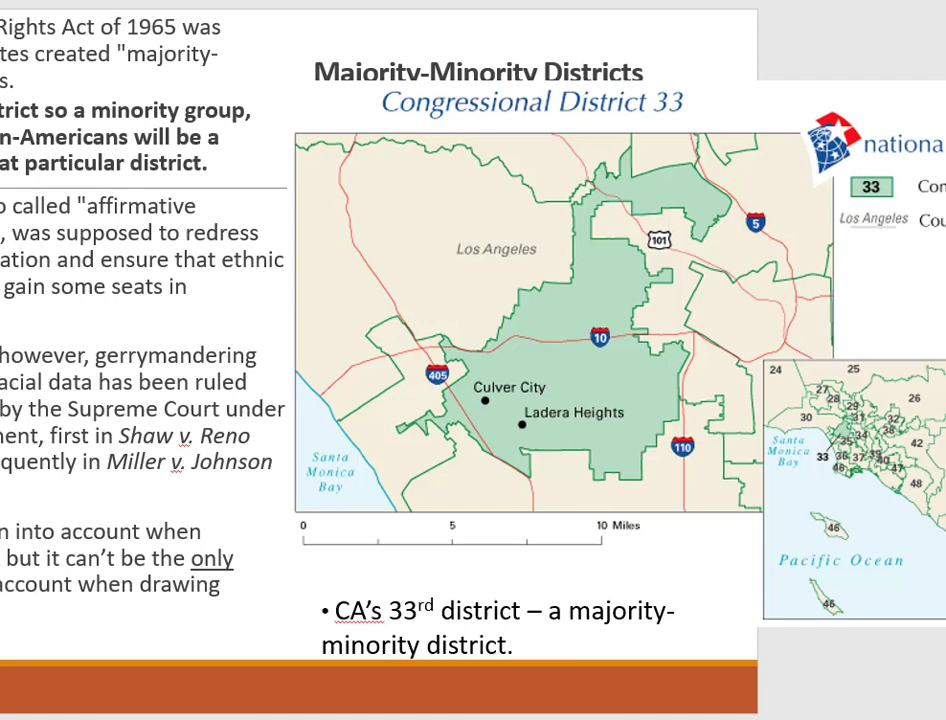 Rights Act of 1965 was
tes created "majority-
s.
trict so a minority group,
n-Americans will be a
at particular district.
o called "affirmative
, was supposed to redress
ation and ensure that ethnic
gain some seats in
however, gerrymandering
acial data has been ruled
by the Supreme Court under
ment, first in Shaw v. Reno
quently in Miller v. Johnson
n into account when
but it can't be the only
account when drawing
Majority-Minority Districts
Congressional District 33
Los Angeles
101
5
10
405
Culver City
Ladera Heights
110
Santa
Monica
Bay
0 5 10 Miles
nationa
33 Con
Los Angeles Cou
24 25
27
28
29
26
30
31
32
38
34
35
42
Santa
Monica
Bay
33
36 37 39 40
46
47
48
46
Pacific Ocean
46
• CA's 33rd district – a majority-
minority district.